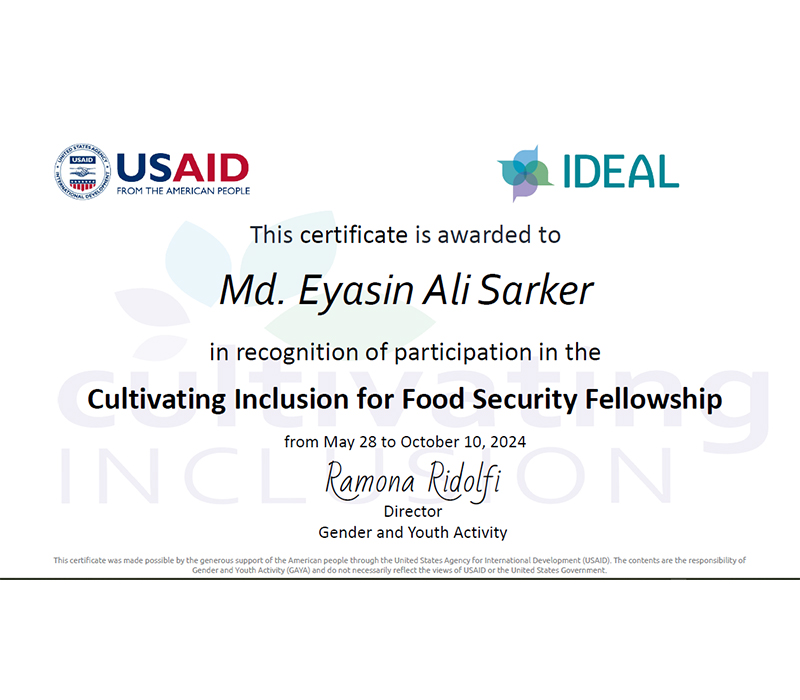 UNITED STATES AGENCY
USAID
INTERNATIONAL DEVELOPMENT
USAID
FROM THE AMERICAN PEOPLE
IDEAL
This certificate is awarded to
Md. Eyasin Ali Sarker
in recognition of participation in the
cultivating
Cultivating Inclusion for Food Security Fellowship
from May 28 to October 10, 2024
INCLUSION
Ramona Ridolfi
Director
Gender and Youth Activity
This certificate was made possible by the generous support of the American people through the United States Agency for International Development (USAID). The contents are the responsibility of
Gender and Youth Activity (GAYA) and do not necessarily reflect the views of USAID or the United States Government.